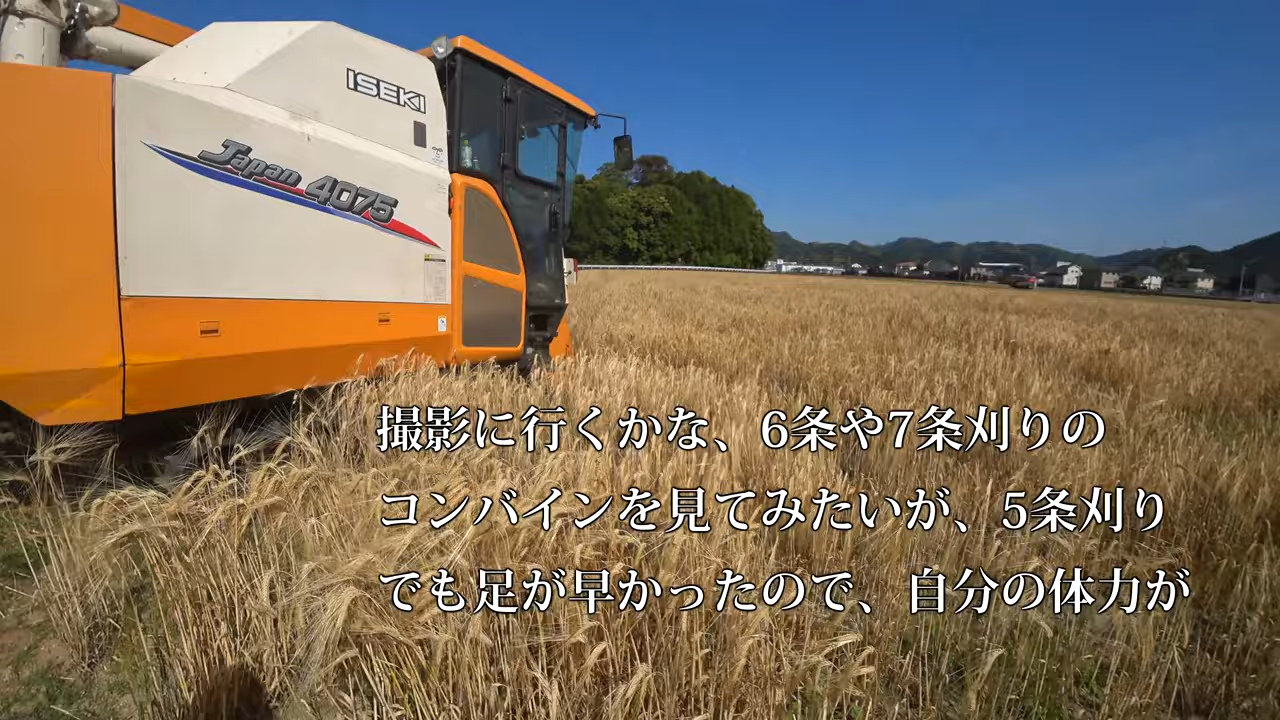 ISEKI
Japan 4075
撮影に行くかな、6条や7条刈りの
コンバインを見てみたいが、5条刈り
でも足が早かったので、自分の体力が